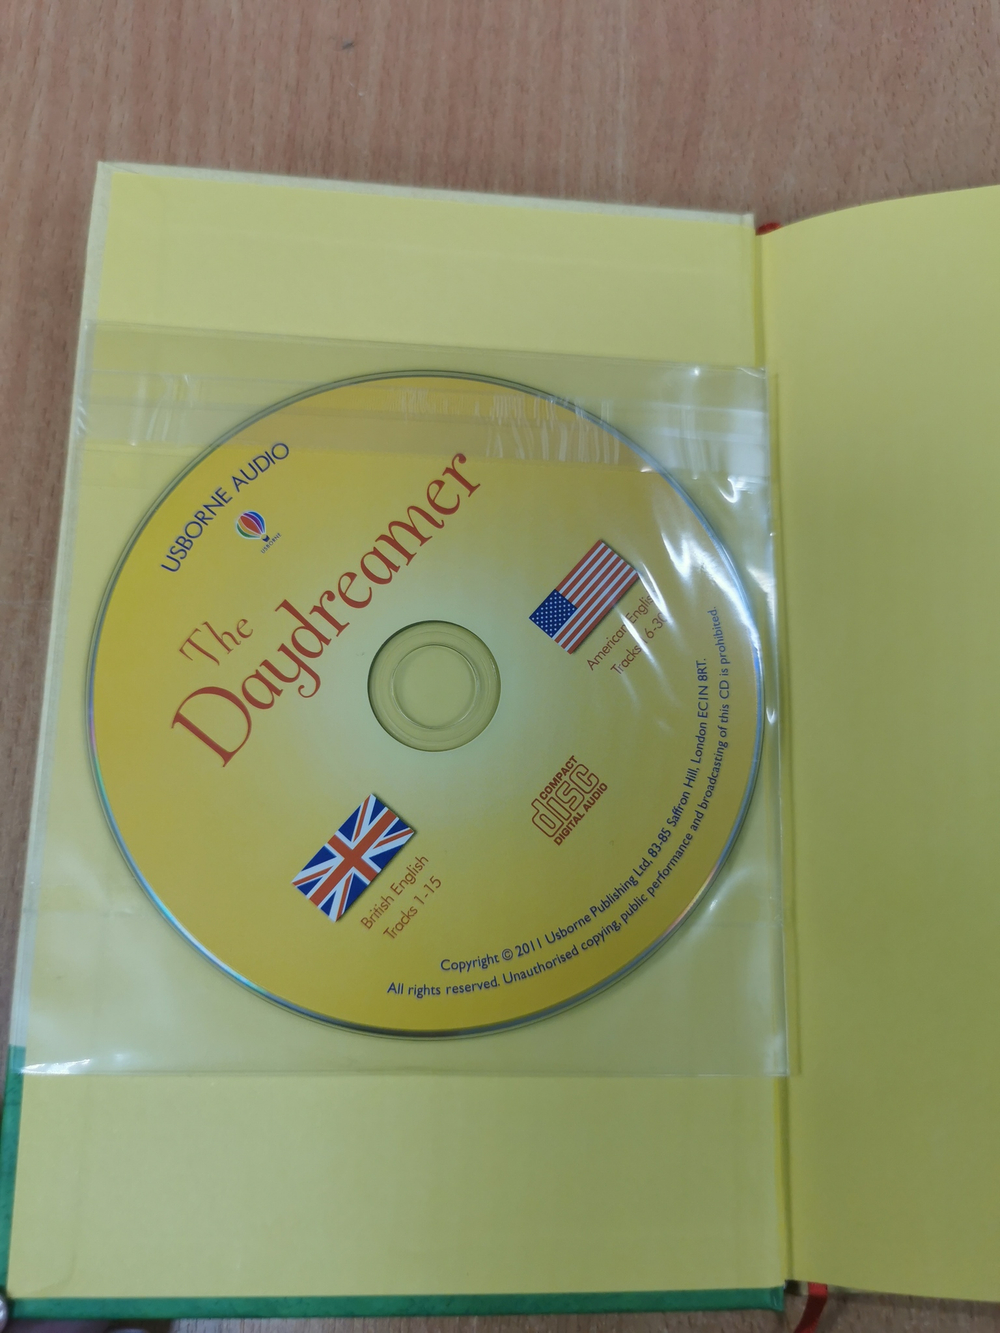 USBORNE AUDIO
USBORNE
The
Daydreamer
American
Tracks
COMPACT
disc
DIGITAL AUDIO
British English
Tracks 1-15
Copyright © 2011 Usborne Publishing Ltd, 83-85 Saffron Hill, London EC1N 8RT.
All rights reserved. Unauthorised copying, public performance and broadcasting of this CD is prohibited.